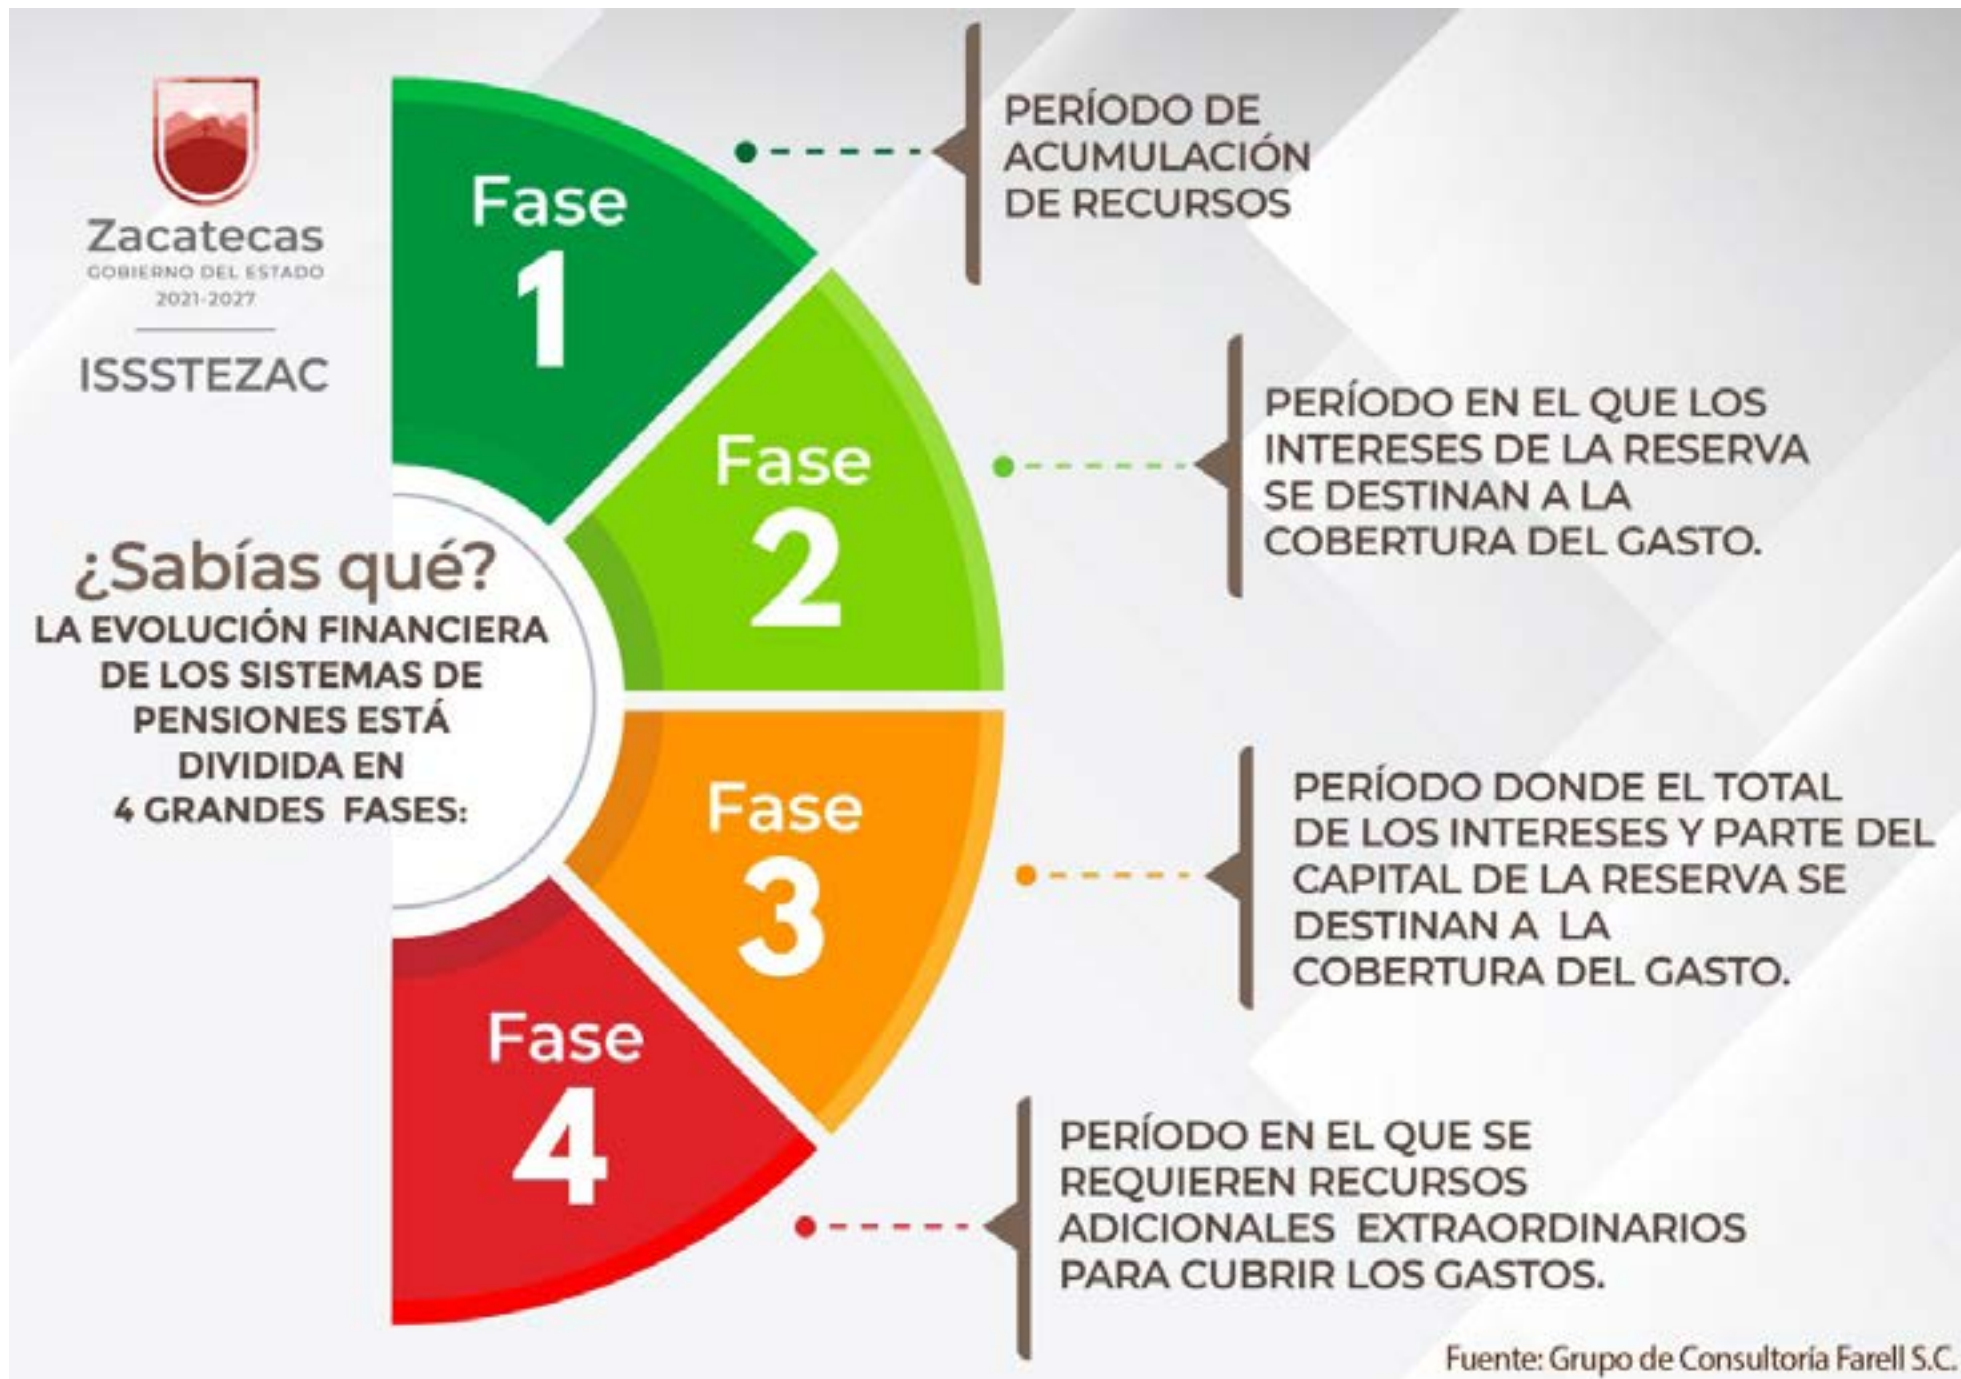 Zacatecas
GOBIERNO DEL ESTADO
2021-2027
ISSSTEZAC
¿Sabías qué?
LA EVOLUCIÓN FINANCIERA
DE LOS SISTEMAS DE
PENSIONES ESTÁ
DIVIDIDA EN
4 GRANDES FASES:
Fase
1
PERÍODO DE
ACUMULACIÓN
DE RECURSOS
Fase
2
PERÍODO EN EL QUE LOS
INTERESES DE LA RESERVA
SE DESTINAN A LA
COBERTURA DEL GASTO.
Fase
3
PERÍODO DONDE EL TOTAL
DE LOS INTERESES Y PARTE DEL
CAPITAL DE LA RESERVA SE
DESTINAN A LA
COBERTURA DEL GASTO.
Fase
4
PERÍODO EN EL QUE SE
REQUIEREN RECURSOS
ADICIONALES EXTRAORDINARIOS
PARA CUBRIR LOS GASTOS.
Fuente: Grupo de Consultoría Farell S.C.